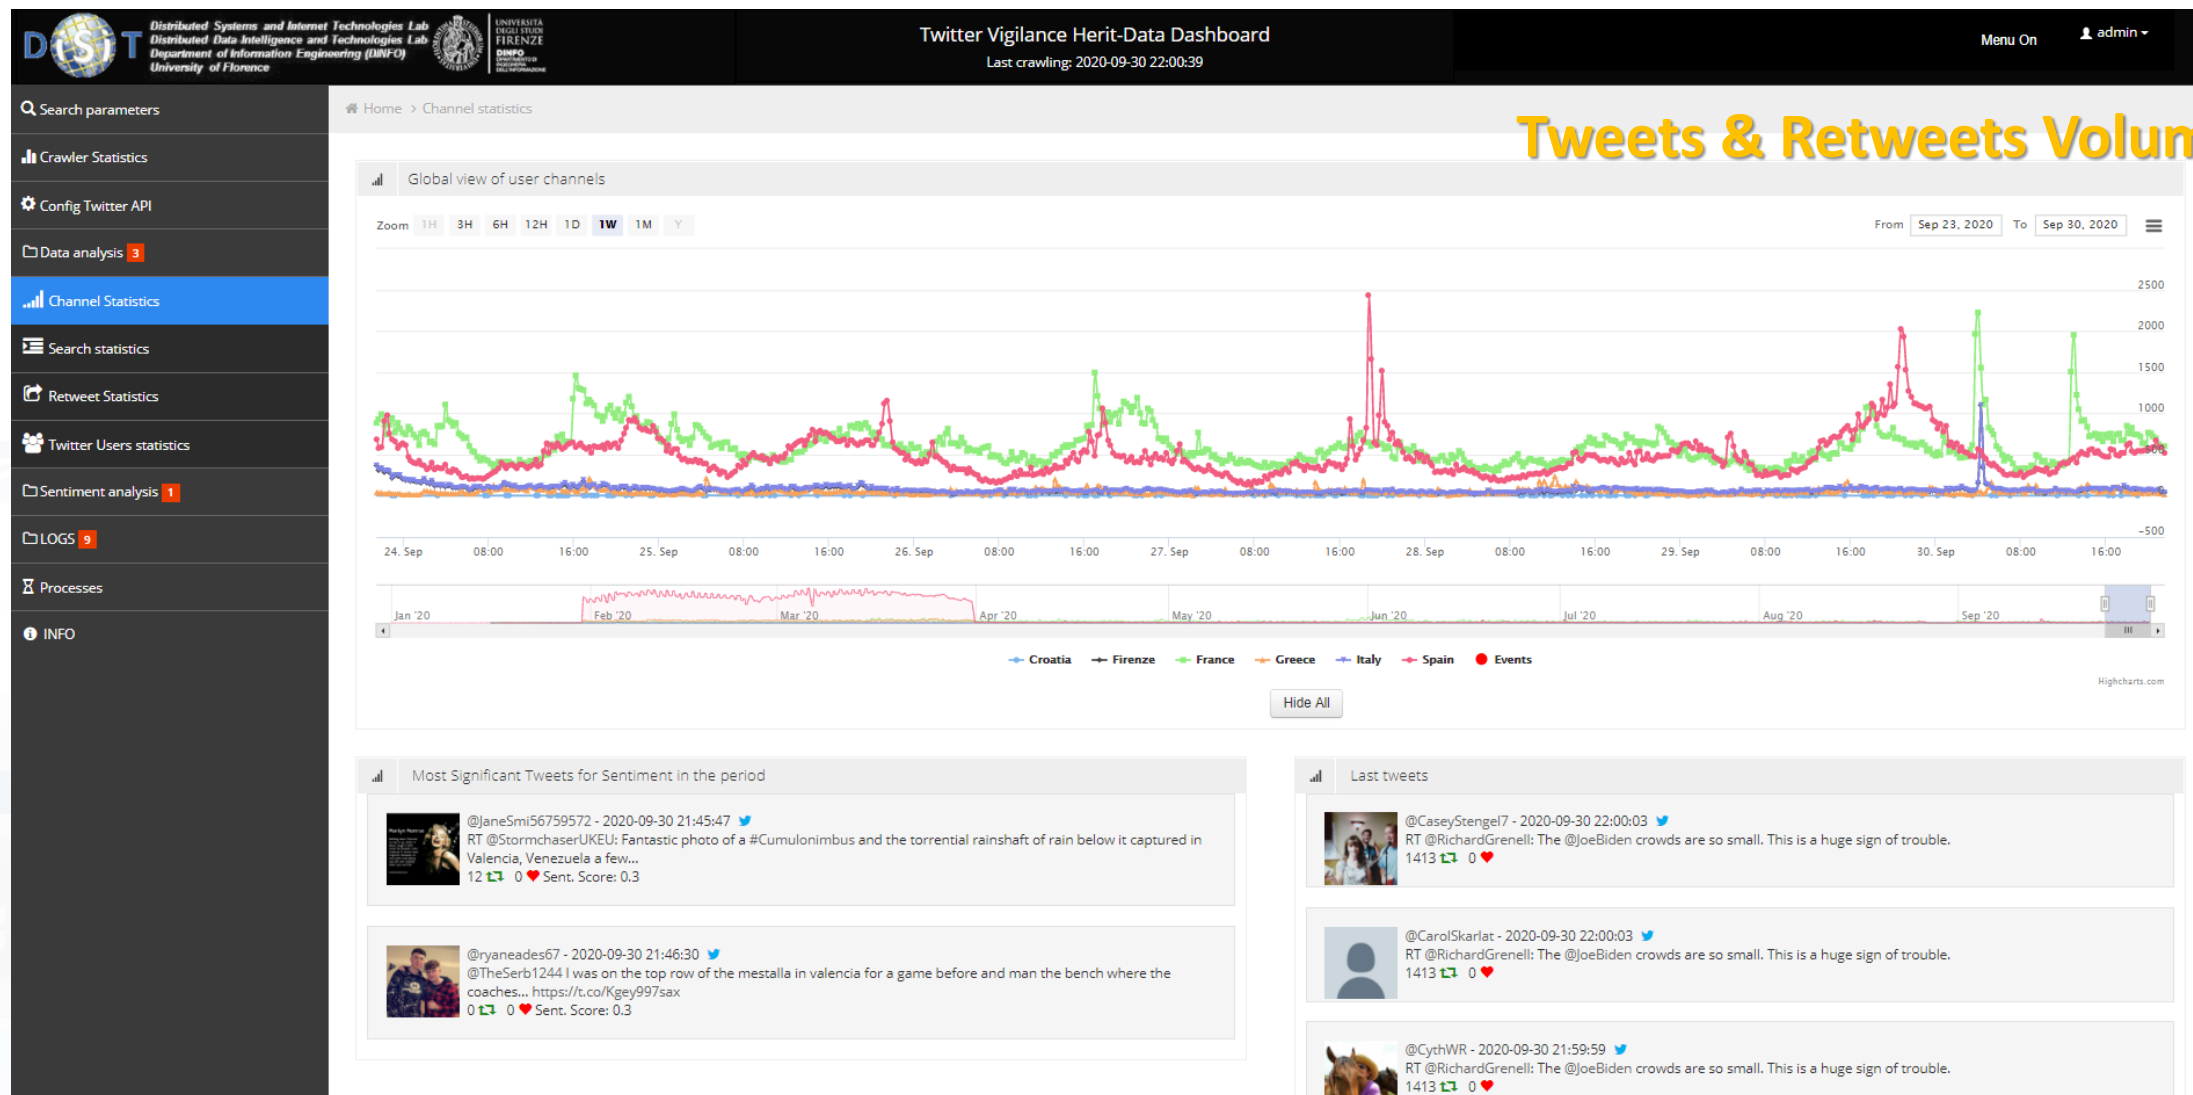 DISIT
Distributed Systems and Internet Technologies Lab
Distributed Data Intelligence and Technologies Lab
Department of Information Engineering (DINFO)
University of Florence
UNIVERSITÀ
DEGLI STUDI
FIRENZE
DINFO
DIPARTIMENTO DI
INGEGNERIA
DELL'INFORMAZIONE
Twitter Vigilance Herit-Data Dashboard
Last crawling: 2020-09-30 22:00:39
Menu On
admin
Search parameters
Crawler Statistics
Config Twitter API
Data analysis 3
Channel Statistics
Search statistics
Retweet Statistics
Twitter Users statistics
Sentiment analysis 1
LOGS 9
Processes
INFO
Home > Channel statistics
Tweets & Retweets Volum
Global view of user channels
Zoom 1H 3H 6H 12H 1D 1W 1M Y
From Sep 23, 2020 To Sep 30, 2020
2500
2000
1500
1000
500
0
-500
24. Sep 08:00 16:00 25. Sep 08:00 16:00 26. Sep 08:00 16:00 27. Sep 08:00 16:00 28. Sep 08:00 16:00 29. Sep 08:00 16:00 30. Sep 08:00 16:00
Jan '20 Feb '20 Mar '20 Apr '20 May '20 Jun '20 Jul '20 Aug '20 Sep '20
Croatia Firenze France Greece Italy Spain Events
Highcharts.com
Hide All
Most Significant Tweets for Sentiment in the period
@JaneSmi56759572 - 2020-09-30 21:45:47
RT @StormchaserUKEU: Fantastic photo of a #Cumulonimbus and the torrential rainshaft of rain below it captured in
Valencia, Venezuela a few...
12 0 Sent. Score: 0.3
@ryaneades67 - 2020-09-30 21:46:30
@TheSerb1244 I was on the top row of the mestalla in valencia for a game before and man the bench where the
coaches... https://t.co/Kgey997sax
0 0 Sent. Score: 0.3
Last tweets
@CaseyStengel7 - 2020-09-30 22:00:03
RT @RichardGrenell: The @JoeBiden crowds are so small. This is a huge sign of trouble.
1413 0
@CarolSkarlat - 2020-09-30 22:00:03
RT @RichardGrenell: The @JoeBiden crowds are so small. This is a huge sign of trouble.
1413 0
@CythWR - 2020-09-30 21:59:59
RT @RichardGrenell: The @JoeBiden crowds are so small. This is a huge sign of trouble.
1413 0